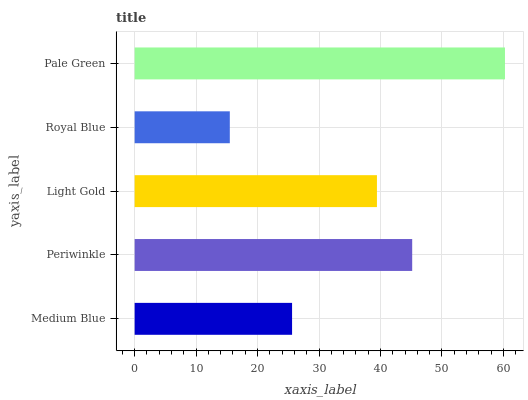 title
Pale Green
Royal Blue
Light Gold
Periwinkle
Medium Blue
yaxis_label
0 10 20 30 40 50 60
xaxis_label